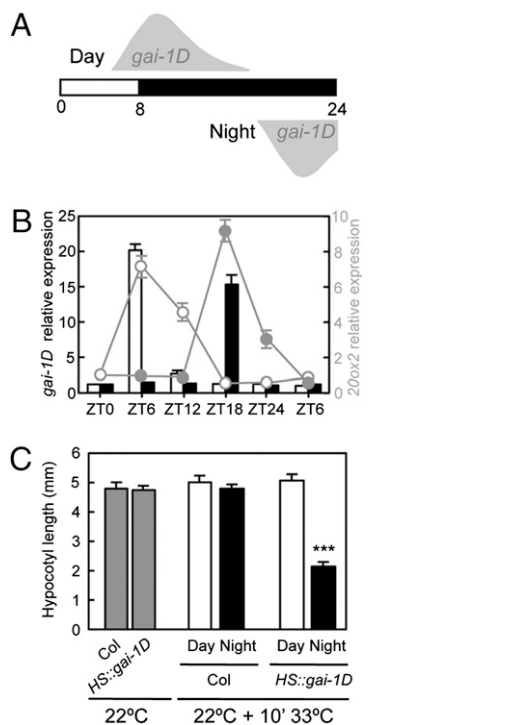 A
Day gai-1D
0 8 24
Night gai-1D
B
gai-1D relative expression
25
20
15
10
5
0
10
8
6
4
2
0
20ox2 relative expression
ZT0 ZT6 ZT12 ZT18 ZT24 ZT6
C
Hypocotyl length (mm)
6
5
4
3
2
1
0
***
Col
HS::gai-1D
Day Night Day Night
Col HS::gai-1D
22ºC 22ºC + 10' 33ºC